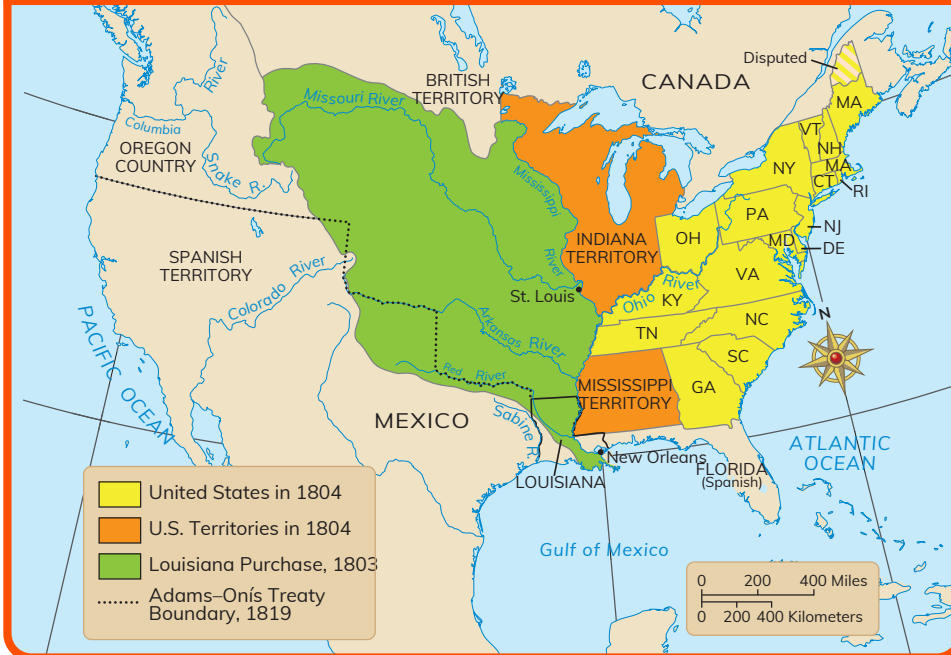 Disputed
CANADA
BRITISH
TERRITORY
MA
Missouri River
River
Columbia
OREGON
COUNTRY
Snake R.
VT
NH
MA
NY
CT
RI
Mississippi
River
PA
NJ
OH
MD
DE
INDIANA
TERRITORY
SPANISH
TERRITORY
Colorado River
VA
St. Louis
Ohio River
KY
N
NC
TN
Arkansas River
SC
PACIFIC OCEAN
Red River
MISSISSIPPI
TERRITORY
GA
MEXICO
Sabine R.
ATLANTIC
OCEAN
New Orleans
FLORIDA
(Spanish)
LOUISIANA
Gulf of Mexico
United States in 1804
U.S. Territories in 1804
Louisiana Purchase, 1803
Adams–Onís Treaty
Boundary, 1819
0 200 400 Miles
0 200 400 Kilometers